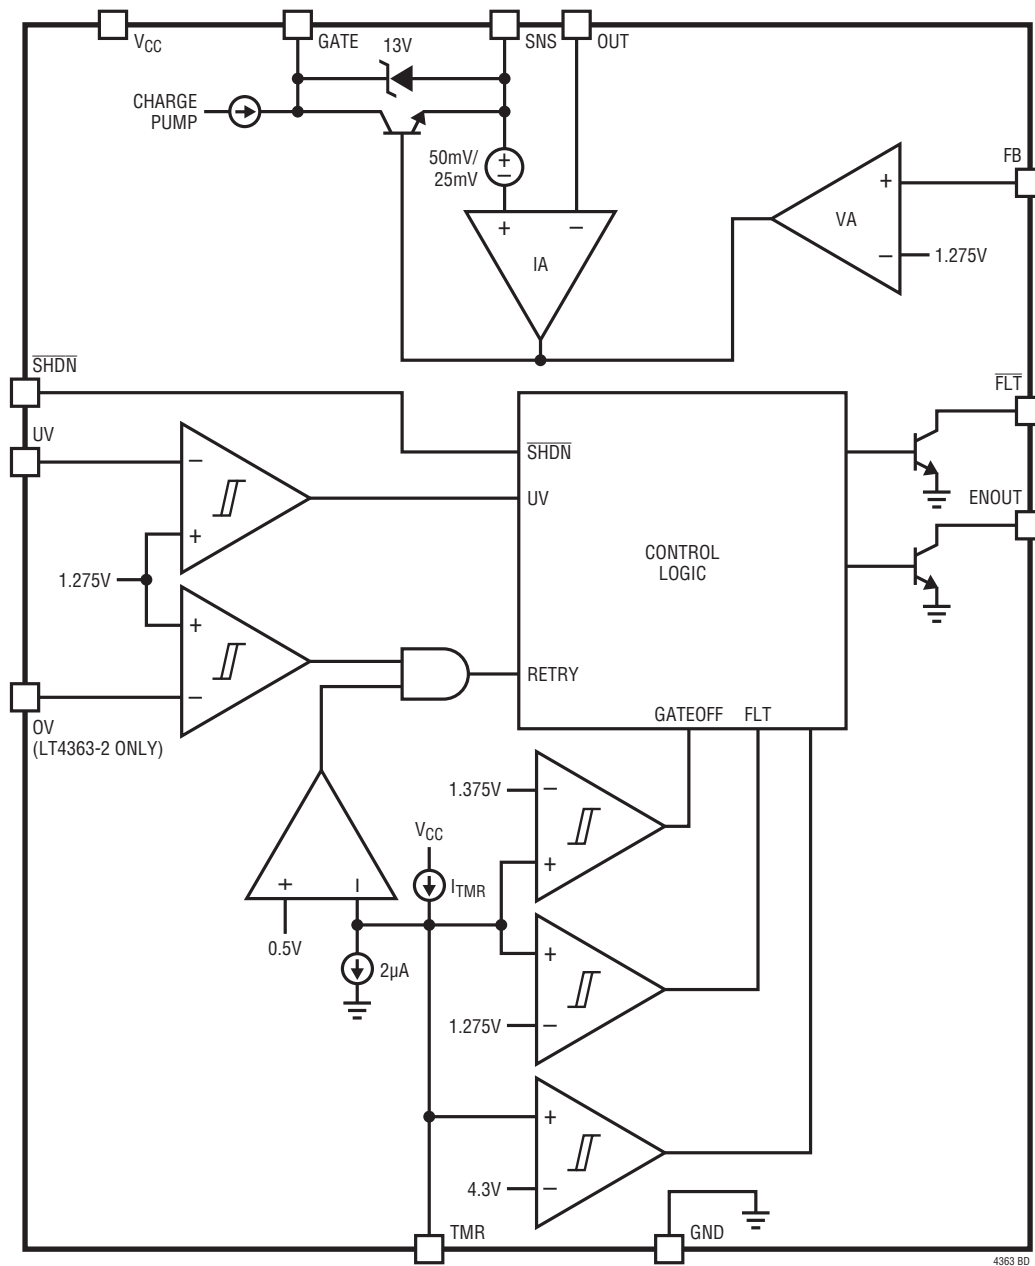 VCC
GATE
13V
SNS
OUT
CHARGE
PUMP
50mV/
25mV
+
−
+
−
IA
FB
+
VA
−
1.275V
SHDN
UV
−
+
1.275V
+
−
OV
(LT4363-2 ONLY)
SHDN
UV
CONTROL
LOGIC
RETRY
GATEOFF
FLT
FLT
ENOUT
1.375V
−
+
VCC
ITMR
+
−
0.5V
2µA
+
1.275V
−
+
4.3V
−
TMR
GND
4363 BD